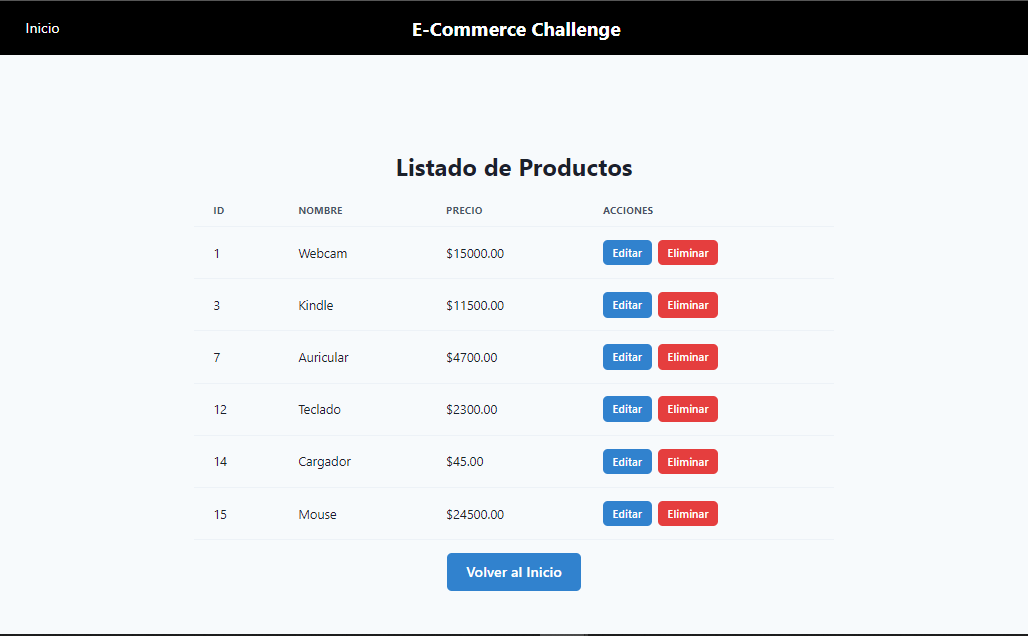 Inicio E-Commerce Challenge
Listado de Productos
ID NOMBRE PRECIO ACCIONES
1 Webcam $15000.00 Editar Eliminar
3 Kindle $11500.00 Editar Eliminar
7 Auricular $4700.00 Editar Eliminar
12 Teclado $2300.00 Editar Eliminar
14 Cargador $45.00 Editar Eliminar
15 Mouse $24500.00 Editar Eliminar
Volver al Inicio